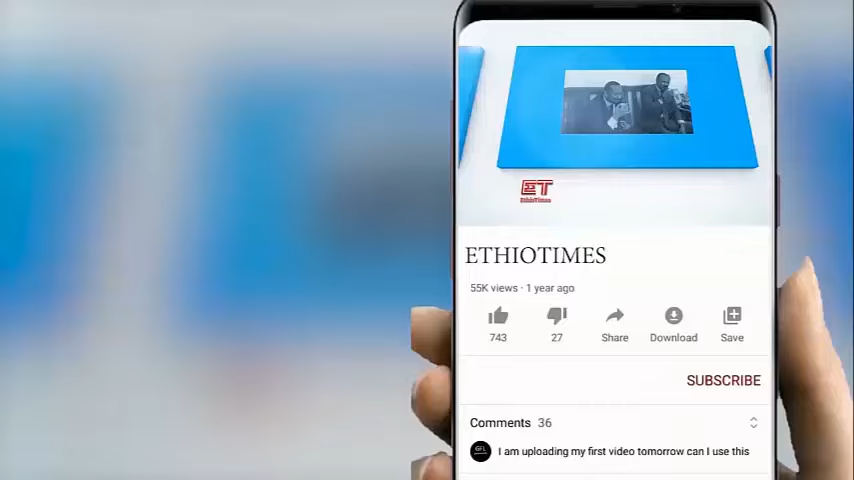 ET
EthioTimes
ETHIOTIMES
55K views · 1 year ago
743 27 Share Download Save
SUBSCRIBE
Comments 36
GFL
I am uploading my first video tomorrow can I use this